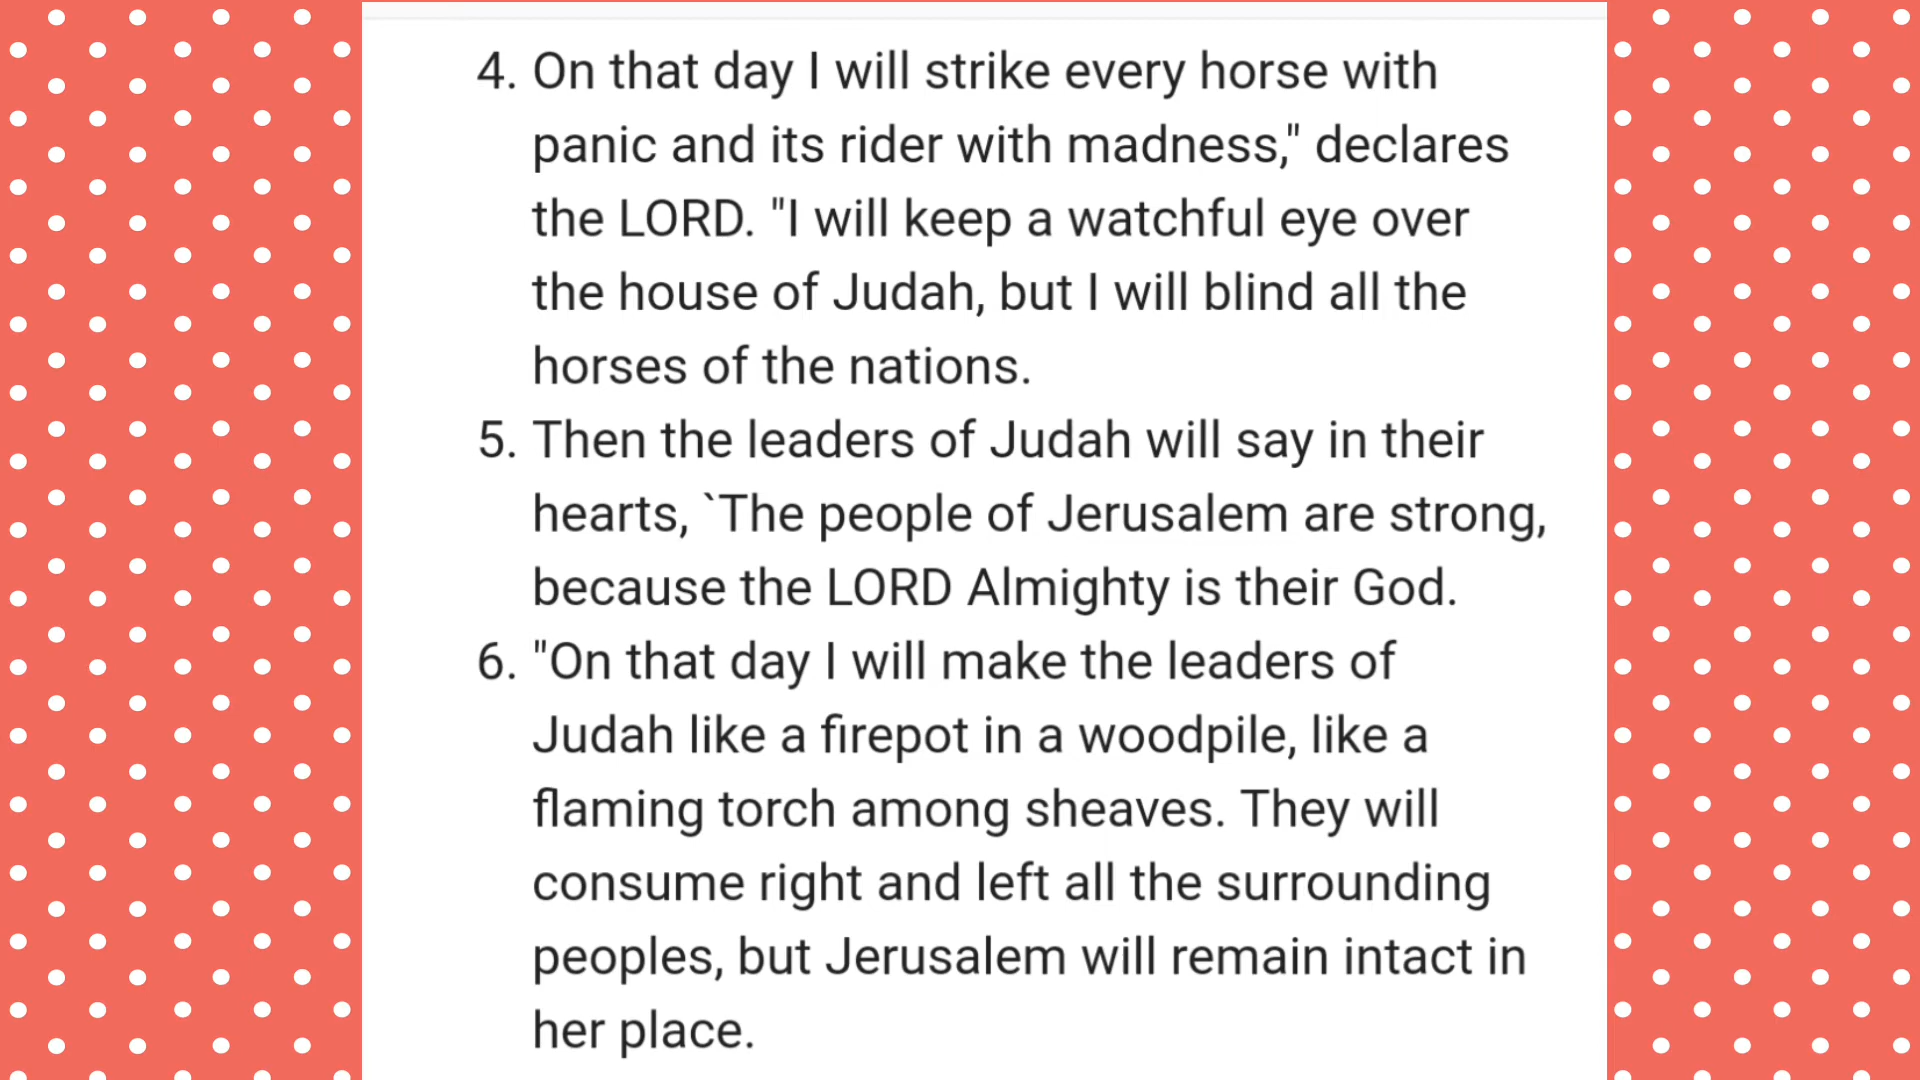 4. On that day I will strike every horse with
panic and its rider with madness," declares
the LORD. "I will keep a watchful eye over
the house of Judah, but I will blind all the
horses of the nations.
5. Then the leaders of Judah will say in their
hearts, `The people of Jerusalem are strong,
because the LORD Almighty is their God.
6. "On that day I will make the leaders of
Judah like a firepot in a woodpile, like a
flaming torch among sheaves. They will
consume right and left all the surrounding
peoples, but Jerusalem will remain intact in
her place.